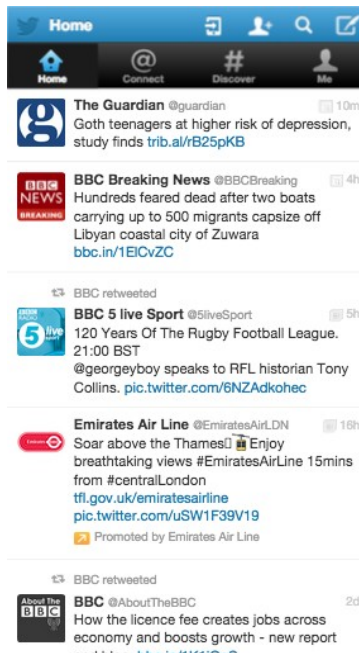 Home
Home
@
Connect
#
Discover
Me
The Guardian @guardian 10m
Goth teenagers at higher risk of depression,
study finds trib.al/rB25pKB
BBC
NEWS
BREAKING
BBC Breaking News @BBCBreaking 4h
Hundreds feared dead after two boats
carrying up to 500 migrants capsize off
Libyan coastal city of Zuwara
bbc.in/1ElCvZC
BBC retweeted
BBC
RADIO
5 live
sport
BBC 5 live Sport @5liveSport 5h
120 Years Of The Rugby Football League.
21:00 BST
@georgeyboy speaks to RFL historian Tony
Collins. pic.twitter.com/6NZAdkohec
Emirates
Emirates Air Line @EmiratesAirLDN 16h
Soar above the Thames Enjoy
breathtaking views #EmiratesAirLine 15mins
from #centralLondon
tfl.gov.uk/emiratesairline
pic.twitter.com/uSW1F39V19
Promoted by Emirates Air Line
BBC retweeted
About The
BBC
BBC @AboutTheBBC 2d
How the licence fee creates jobs across
economy and boosts growth - new report